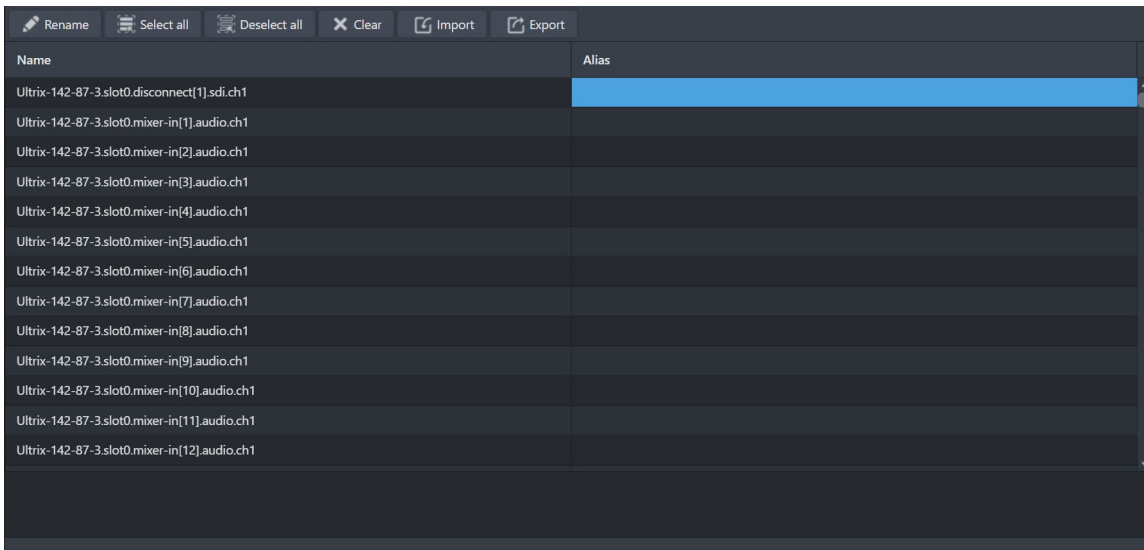 Rename Select all Deselect all Clear Import Export
Name Alias
Ultrix-142-87-3.slot0.disconnect[1].sdi.ch1
Ultrix-142-87-3.slot0.mixer-in[1].audio.ch1
Ultrix-142-87-3.slot0.mixer-in[2].audio.ch1
Ultrix-142-87-3.slot0.mixer-in[3].audio.ch1
Ultrix-142-87-3.slot0.mixer-in[4].audio.ch1
Ultrix-142-87-3.slot0.mixer-in[5].audio.ch1
Ultrix-142-87-3.slot0.mixer-in[6].audio.ch1
Ultrix-142-87-3.slot0.mixer-in[7].audio.ch1
Ultrix-142-87-3.slot0.mixer-in[8].audio.ch1
Ultrix-142-87-3.slot0.mixer-in[9].audio.ch1
Ultrix-142-87-3.slot0.mixer-in[10].audio.ch1
Ultrix-142-87-3.slot0.mixer-in[11].audio.ch1
Ultrix-142-87-3.slot0.mixer-in[12].audio.ch1